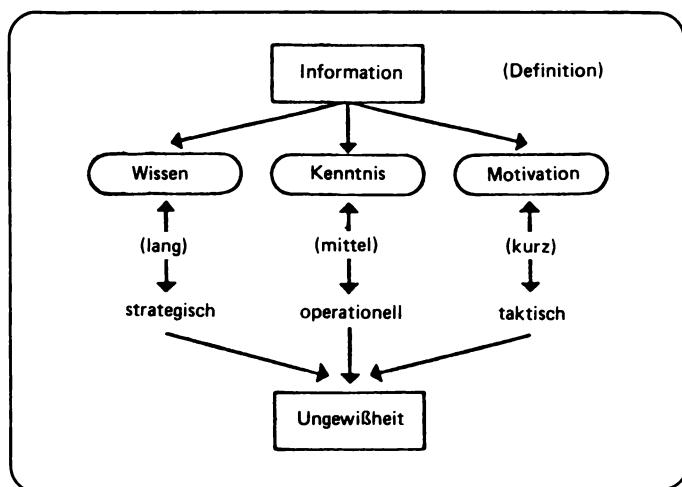 Information (Definition)
Wissen Kenntnis Motivation
(lang) (mittel) (kurz)
strategisch operationell taktisch
Ungewißheit